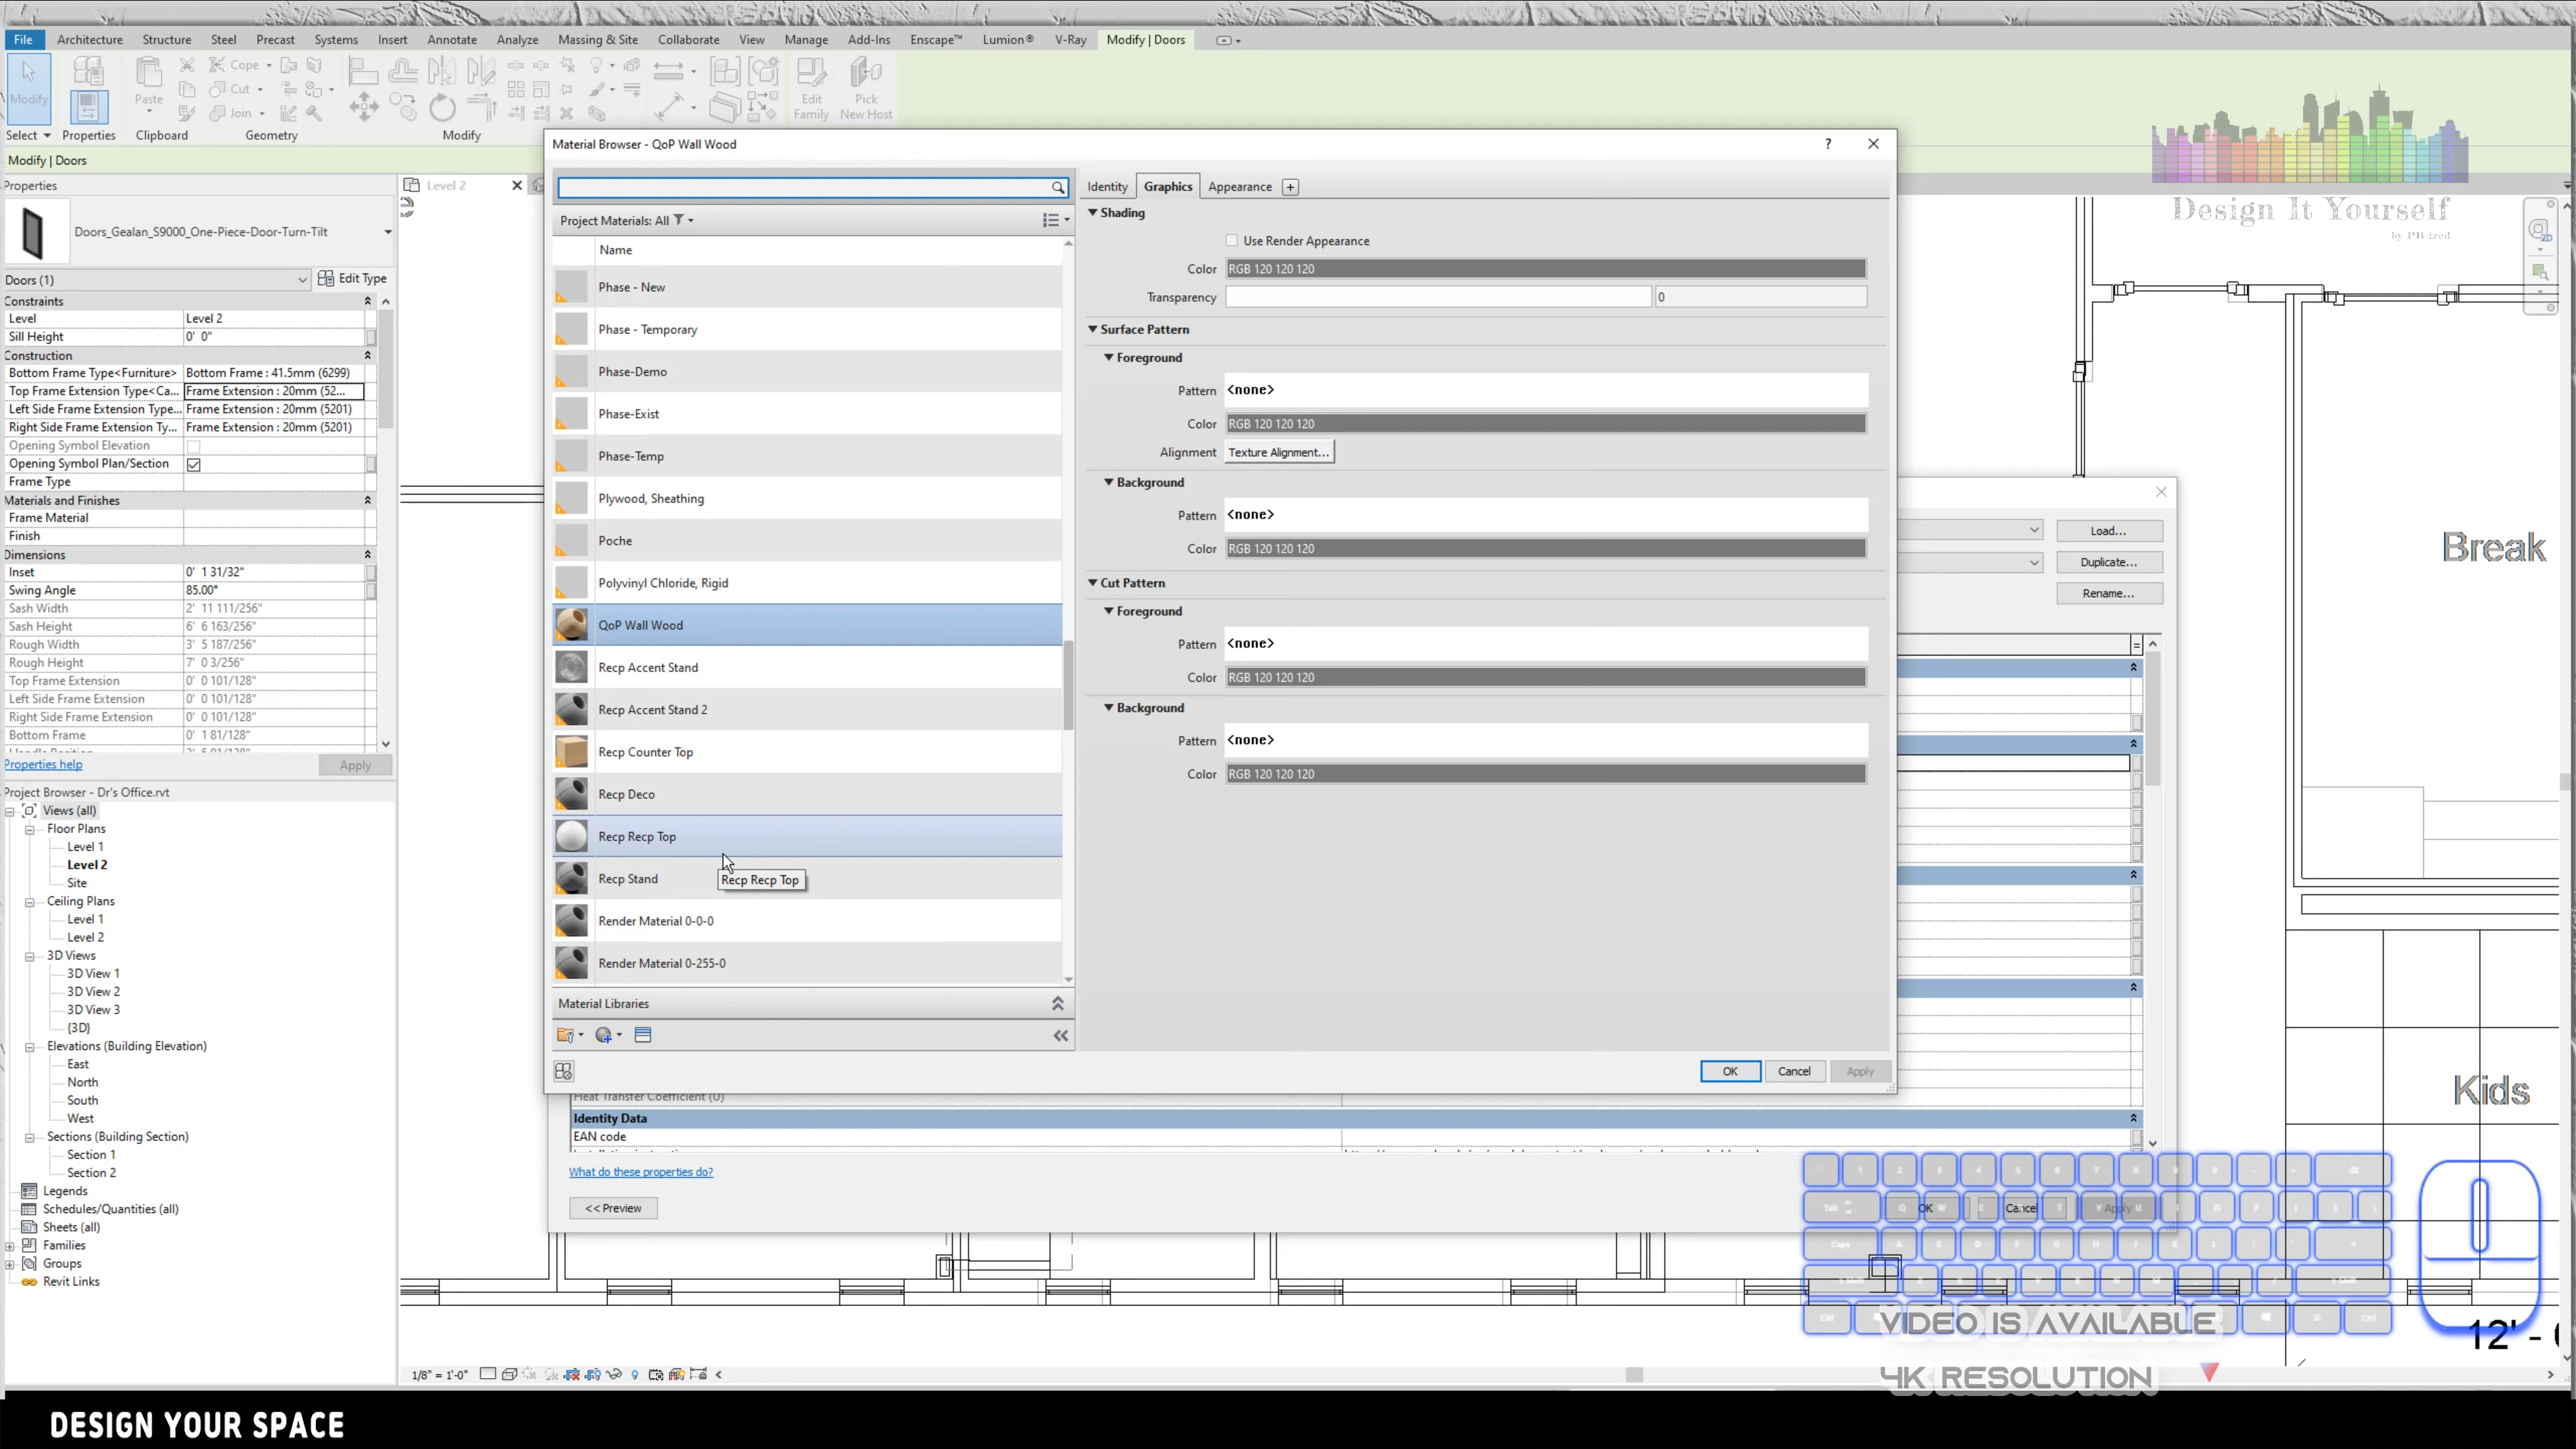 File Architecture Structure Steel Precast Systems Insert Annotate Analyze Massing & Site Collaborate View Manage Add-Ins Enscape™ Lumion® V-Ray Modify | Doors
Modify Paste Cope Cut Join Edit Family Pick New Host
Select Properties Clipboard Geometry Modify
Modify | Doors
Design It Yourself
by PB ized
Properties
Level 2
Doors_Gealan_S9000_One-Piece-Door-Turn-Tilt
Doors (1) Edit Type
Constraints
Level Level 2
Sill Height 0' 0"
Construction
Bottom Frame Type<Furniture> Bottom Frame : 41.5mm (6299)
Top Frame Extension Type<Ca... Frame Extension : 20mm (52...
Left Side Frame Extension Type... Frame Extension : 20mm (5201)
Right Side Frame Extension Ty... Frame Extension : 20mm (5201)
Opening Symbol Elevation
Opening Symbol Plan/Section
Frame Type
Materials and Finishes
Frame Material
Finish
Dimensions
Inset 0' 1 31/32"
Swing Angle 85.00°
Sash Width 2' 11 111/256"
Sash Height 6' 6 163/256"
Rough Width 3' 5 187/256"
Rough Height 7' 0 3/256"
Top Frame Extension 0' 0 101/128"
Left Side Frame Extension 0' 0 101/128"
Right Side Frame Extension 0' 0 101/128"
Bottom Frame 0' 1 81/128"
Properties help Apply
Project Browser - Dr's Office.rvt
Views (all)
Floor Plans
Level 1
Level 2
Site
Ceiling Plans
Level 1
Level 2
3D Views
3D View 1
3D View 2
3D View 3
{3D}
Elevations (Building Elevation)
East
North
South
West
Sections (Building Section)
Section 1
Section 2
Legends
Schedules/Quantities (all)
Sheets (all)
Families
Groups
Revit Links
Material Browser - QoP Wall Wood
?
Project Materials: All
Name
Phase - New
Phase - Temporary
Phase-Demo
Phase-Exist
Phase-Temp
Plywood, Sheathing
Poche
Polyvinyl Chloride, Rigid
QoP Wall Wood
Recp Accent Stand
Recp Accent Stand 2
Recp Counter Top
Recp Deco
Recp Recp Top
Recp Stand
Recp Recp Top
Render Material 0-0-0
Render Material 0-255-0
Material Libraries
Identity Graphics Appearance
Shading
Use Render Appearance
Color RGB 120 120 120
Transparency 0
Surface Pattern
Foreground
Pattern <none>
Color RGB 120 120 120
Alignment Texture Alignment...
Background
Pattern <none>
Color RGB 120 120 120
Cut Pattern
Foreground
Pattern <none>
Color RGB 120 120 120
Background
Pattern <none>
Color RGB 120 120 120
OK Cancel Apply
Load...
Duplicate...
Rename...
=
Heat Transfer Coefficient (U)
Identity Data
EAN code
What do these properties do?
<< Preview OK Cancel Apply
Break
Kids
12' -
1/8" = 1'-0"
VIDEO IS AVAILABLE
4K RESOLUTION
DESIGN YOUR SPACE